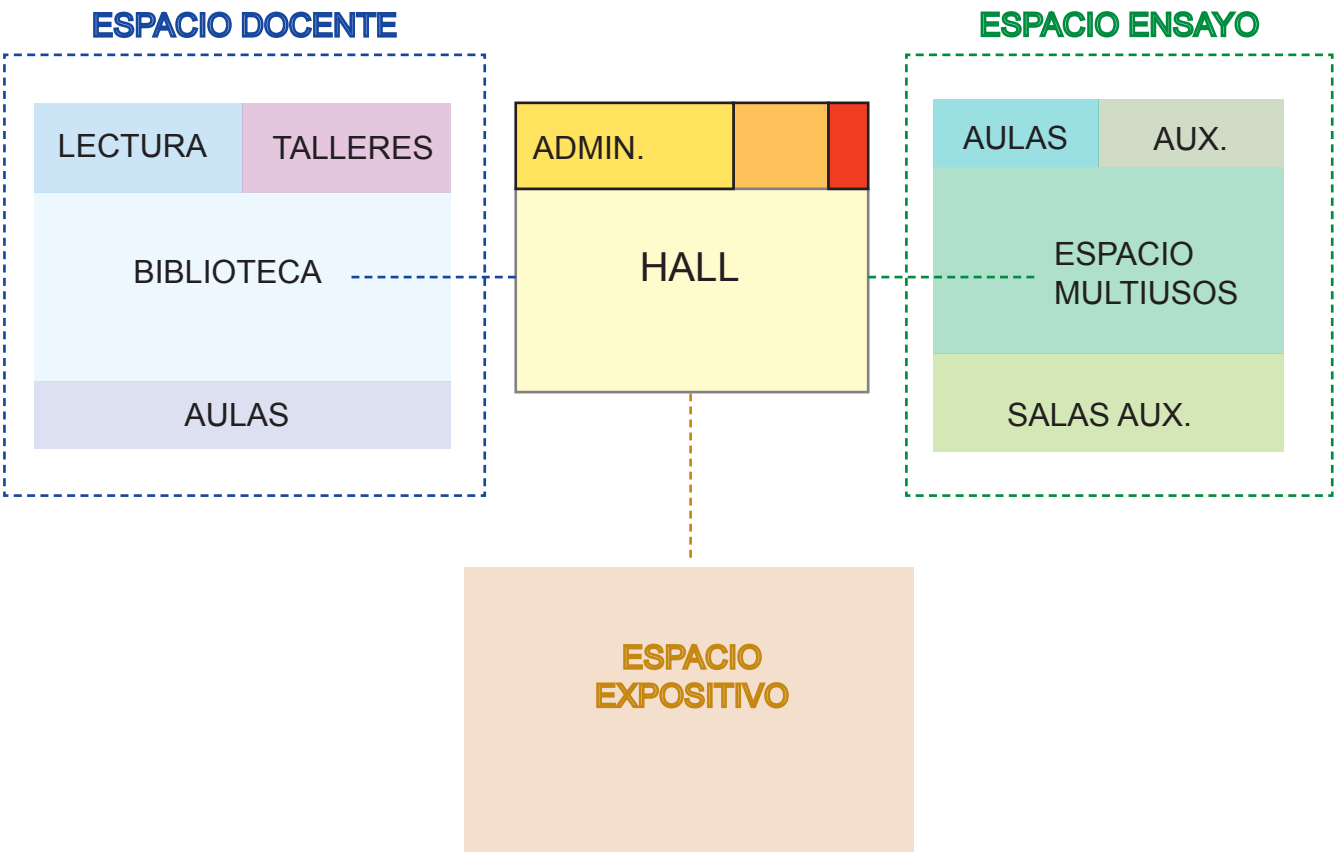 ESPACIO DOCENTE
ESPACIO ENSAYO
LECTURA
TALLERES
ADMIN.
AULAS
AUX.
BIBLIOTECA
HALL
ESPACIO
MULTIUSOS
AULAS
SALAS AUX.
ESPACIO
EXPOSITIVO